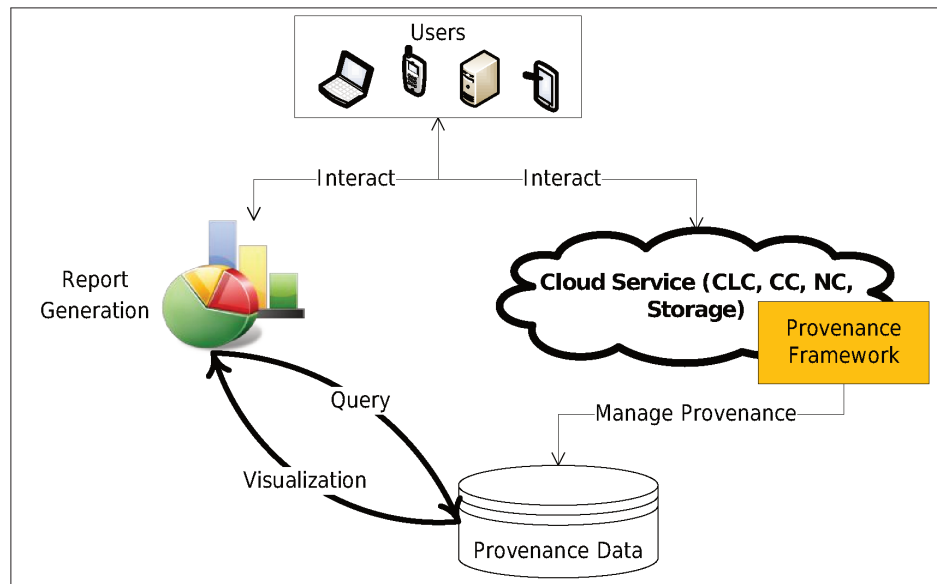 Users
Interact
Interact
Report
Generation
Cloud Service (CLC, CC, NC,
Storage)
Provenance
Framework
Query
Manage Provenance
Visualization
Provenance Data